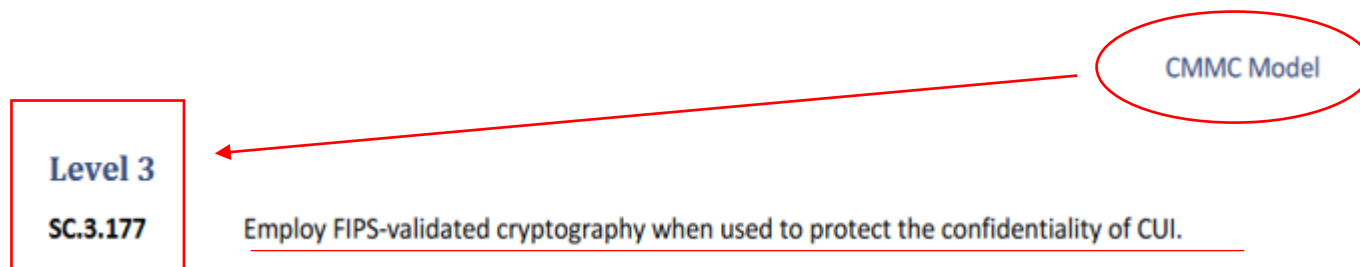 CMMC Model
Level 3
SC.3.177 Employ FIPS-validated cryptography when used to protect the confidentiality of CUI.